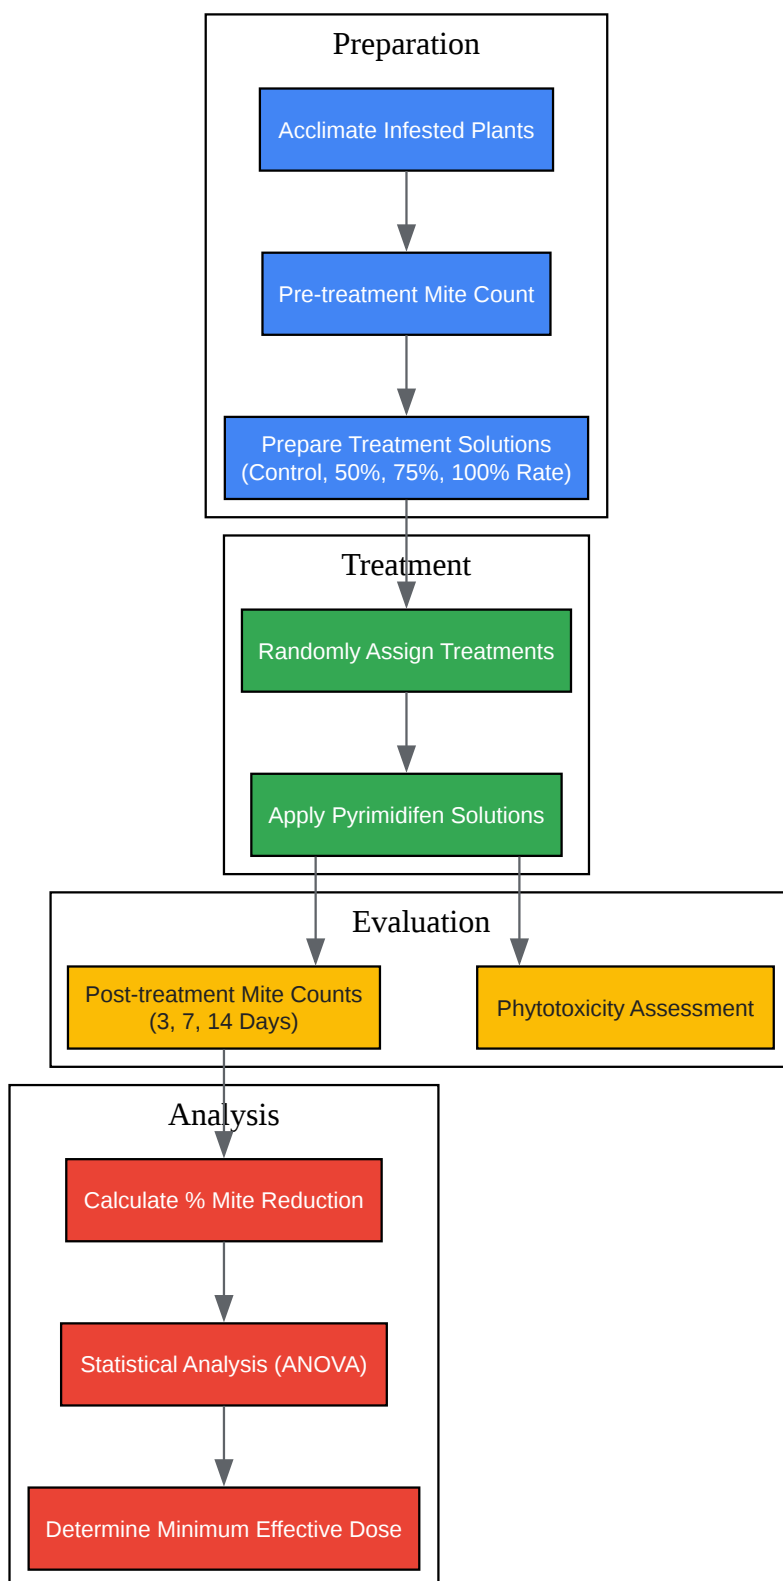 Preparation
Acclimate Infested Plants
Pre-treatment Mite Count
Prepare Treatment Solutions
(Control, 50%, 75%, 100% Rate)
Treatment
Randomly Assign Treatments
Apply Pyrimidifen Solutions
Evaluation
Post-treatment Mite Counts
(3, 7, 14 Days)
Phytotoxicity Assessment
Analysis
Calculate % Mite Reduction
Statistical Analysis (ANOVA)
Determine Minimum Effective Dose